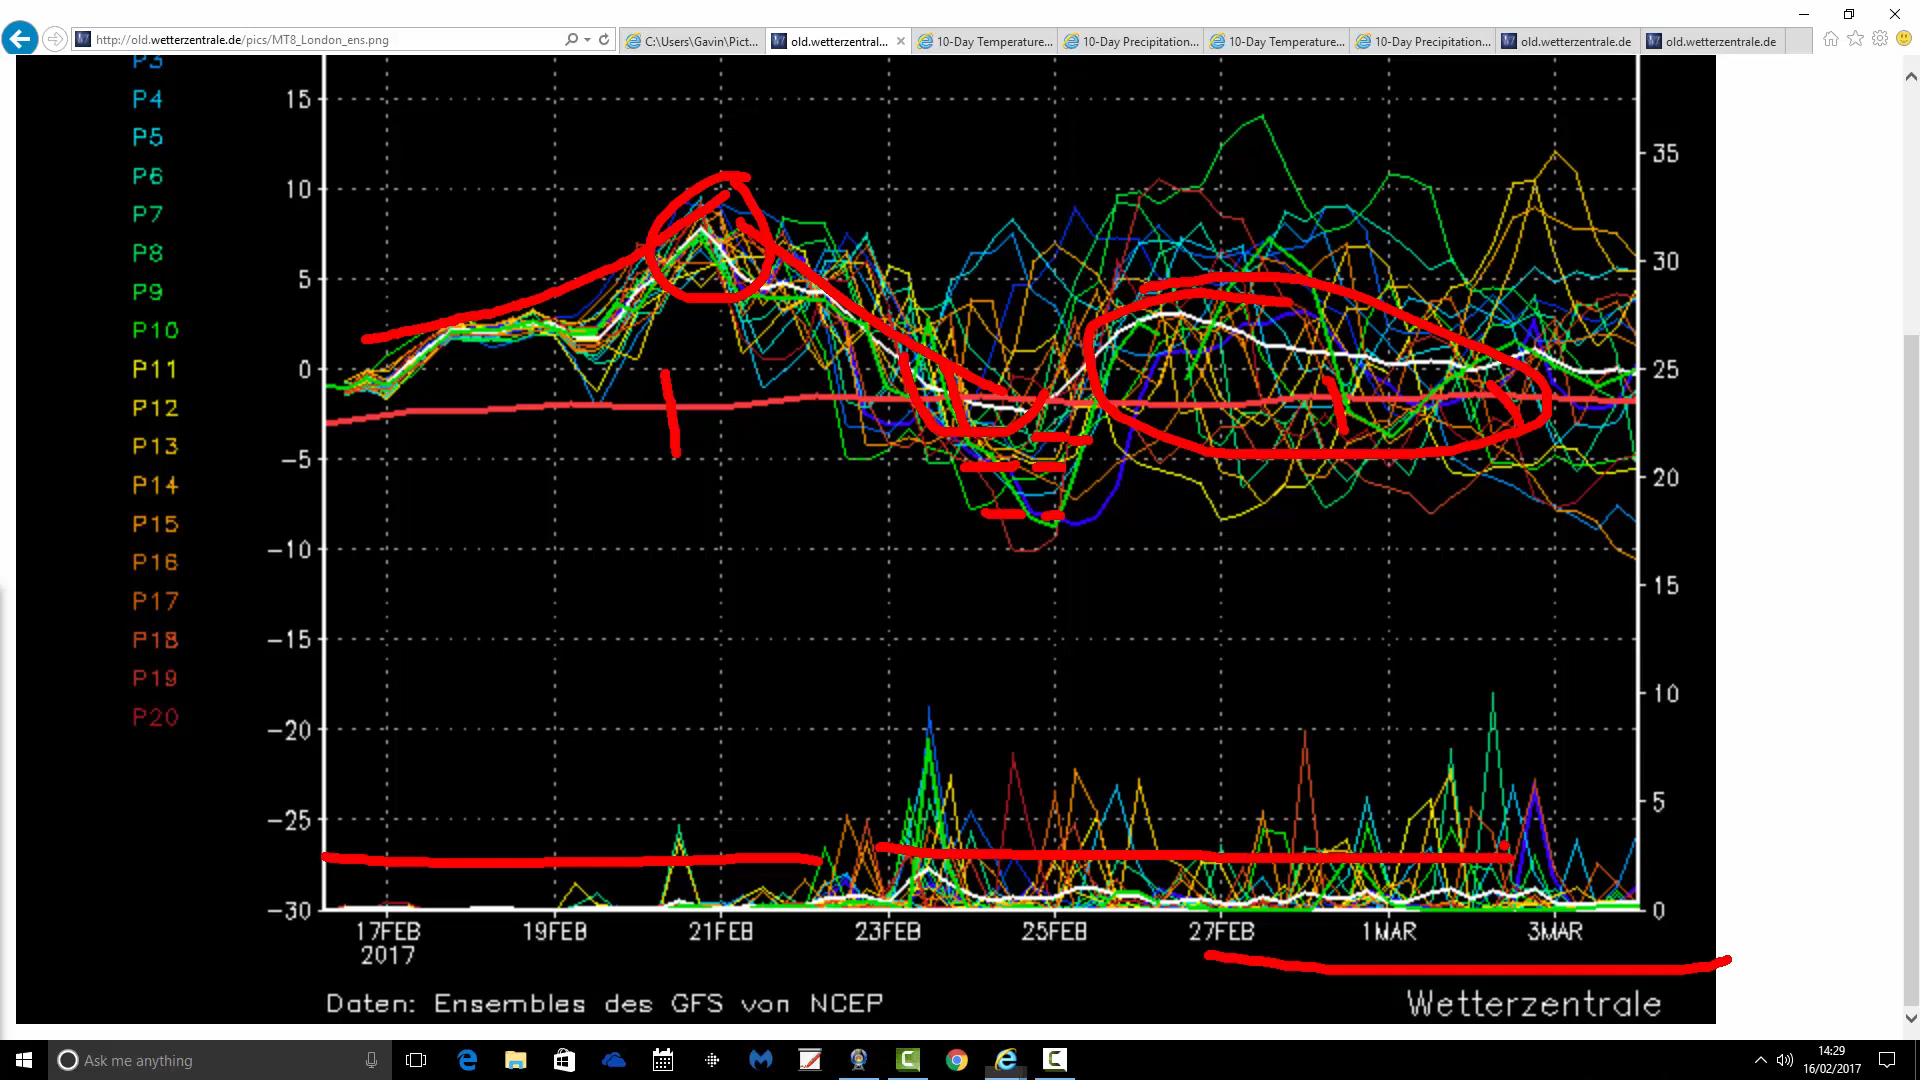 http://old.wetterzentrale.de/pics/MT8_London_ens.png
C:\Users\Gavin\Pict...
old.wetterzentral...
10-Day Temperature...
10-Day Precipitation...
10-Day Temperature...
10-Day Precipitation...
old.wetterzentrale.de
old.wetterzentrale.de
P3
P4
P5
P6
P7
P8
P9
P10
P11
P12
P13
P14
P15
P16
P17
P18
P19
P20
15
10
5
0
-5
-10
-15
-20
-25
-30
35
30
25
20
15
10
5
0
17FEB 19FEB 21FEB 23FEB 25FEB 27FEB 1MAR 3MAR
2017
Daten: Ensembles des GFS von NCEP
Wetterzentrale
Ask me anything
14:29
16/02/2017